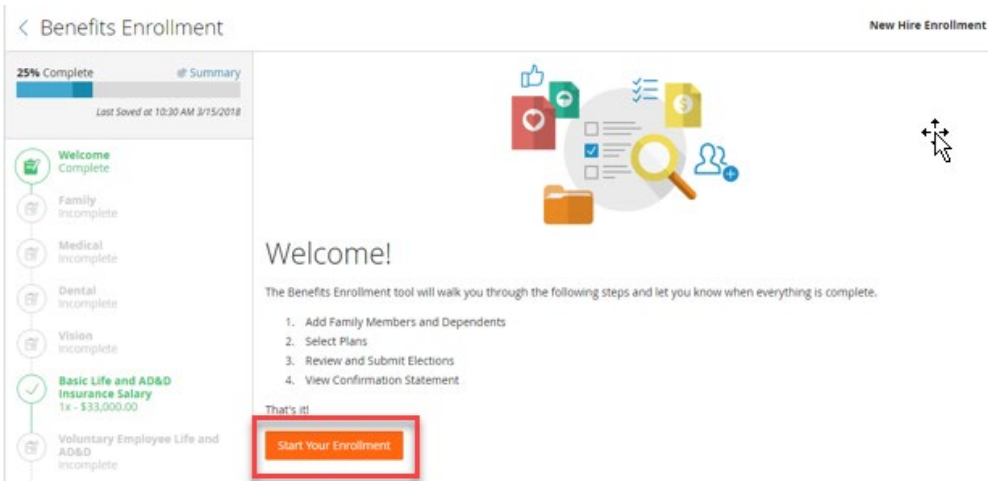 Benefits Enrollment
New Hire Enrollment
25% Complete
Summary
Last Saved at 10:30 AM 3/15/2018
Welcome
Complete
Family
Incomplete
Medical
Incomplete
Dental
Incomplete
Vision
Incomplete
Basic Life and AD&D
Insurance Salary
1x - $33,000.00
Voluntary Employee Life and
AD&D
Incomplete
Welcome!
The Benefits Enrollment tool will walk you through the following steps and let you know when everything is complete.
1. Add Family Members and Dependents
2. Select Plans
3. Review and Submit Elections
4. View Confirmation Statement
That's it!
Start Your Enrollment